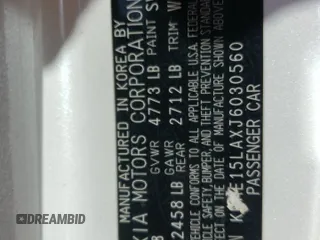 MANUFACTURED IN KOREA BY
KIA MOTORS CORPORATION
GVWR 4773 LB PAINT
2458 LB GAWR REAR 2712 LB TRIM
VEHICLE CONFORMS TO ALL APPLICABLE U.S.A. FEDERAL
VEHICLE SAFETY, BUMPER, AND THEFT PREVENTION STANDARDS
IN EFFECT ON THE DATE OF MANUFACTURE SHOWN ABOVE
E15LAXJ6030560
PASSENGER CAR
DREAMBID